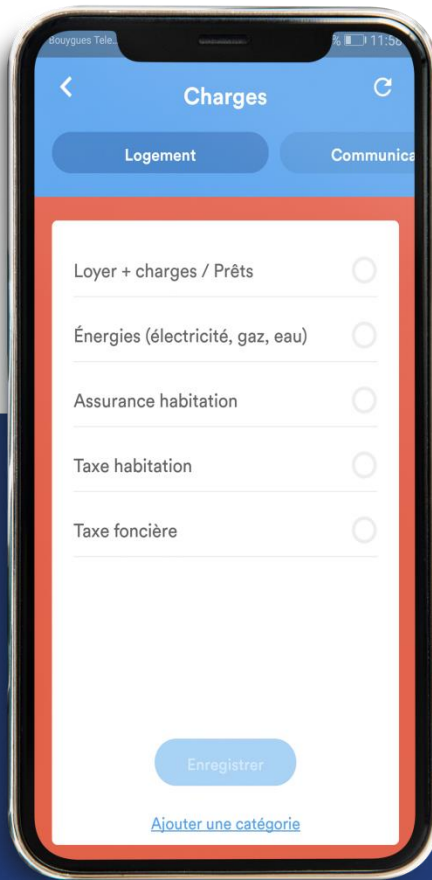 Bouygues Tele...
% 11:58
Charges
Logement
Communica
Loyer + charges / Prêts
Énergies (électricité, gaz, eau)
Assurance habitation
Taxe habitation
Taxe foncière
Enregistrer
Ajouter une catégorie